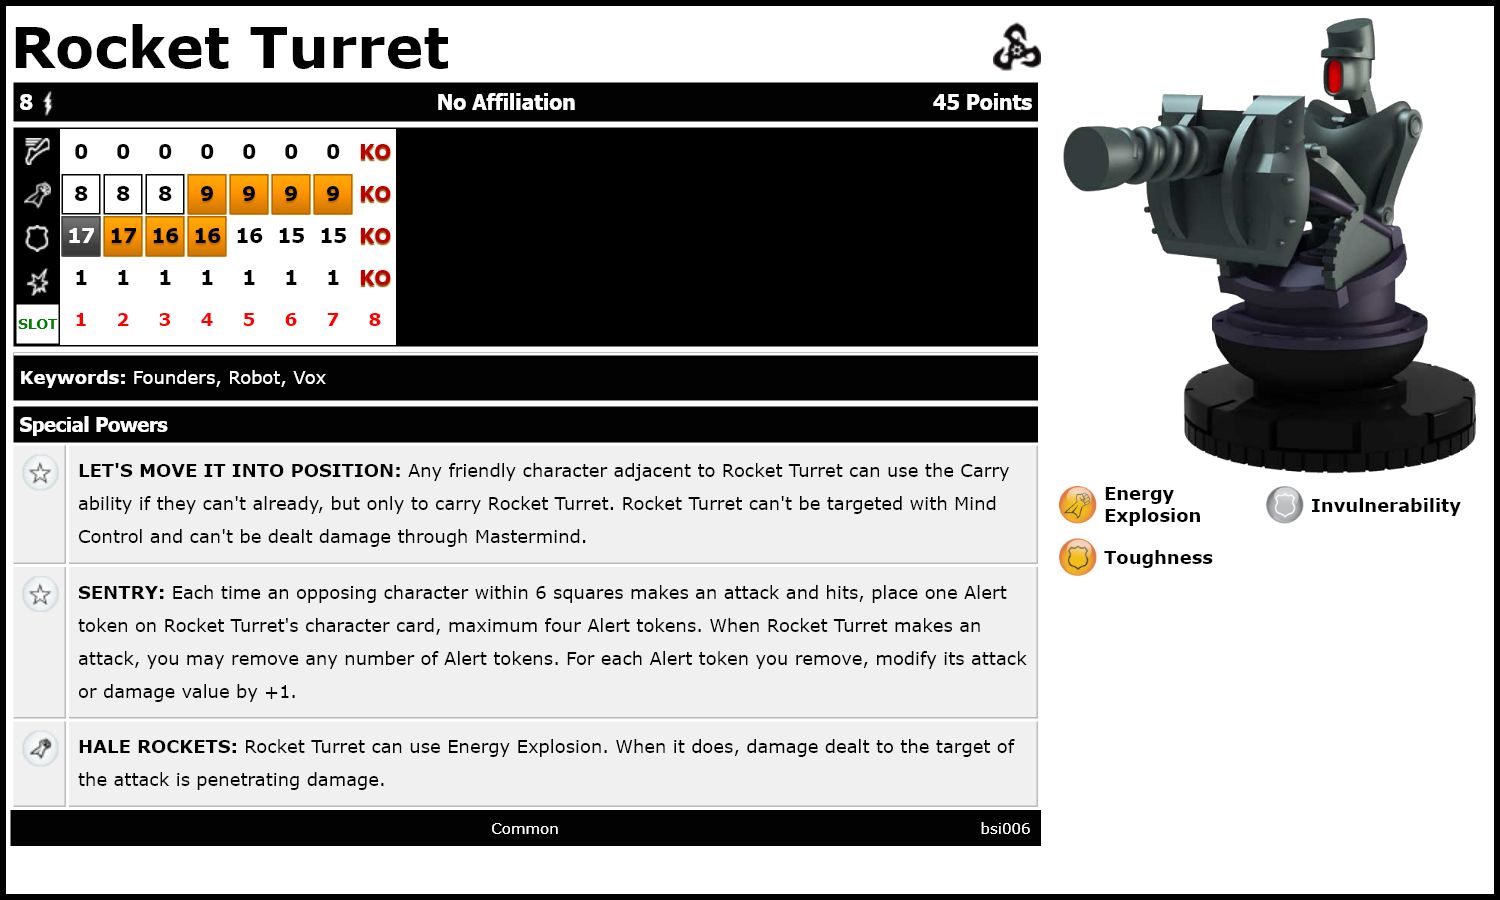 Rocket Turret
8 No Affiliation 45 Points
0 0 0 0 0 0 0 KO
8 8 8 9 9 9 9 KO
17 17 16 16 16 15 15 KO
1 1 1 1 1 1 1 KO
SLOT 1 2 3 4 5 6 7 8
Keywords: Founders, Robot, Vox
Special Powers
LET'S MOVE IT INTO POSITION: Any friendly character adjacent to Rocket Turret can use the Carry
ability if they can't already, but only to carry Rocket Turret. Rocket Turret can't be targeted with Mind
Control and can't be dealt damage through Mastermind.
SENTRY: Each time an opposing character within 6 squares makes an attack and hits, place one Alert
token on Rocket Turret's character card, maximum four Alert tokens. When Rocket Turret makes an
attack, you may remove any number of Alert tokens. For each Alert token you remove, modify its attack
or damage value by +1.
HALE ROCKETS: Rocket Turret can use Energy Explosion. When it does, damage dealt to the target of
the attack is penetrating damage.
Common bsi006
Energy
Explosion
Invulnerability
Toughness